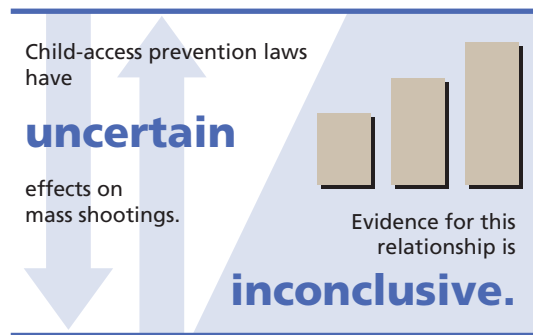 Child-access prevention laws
have
uncertain
effects on
mass shootings.
Evidence for this
relationship is
inconclusive.